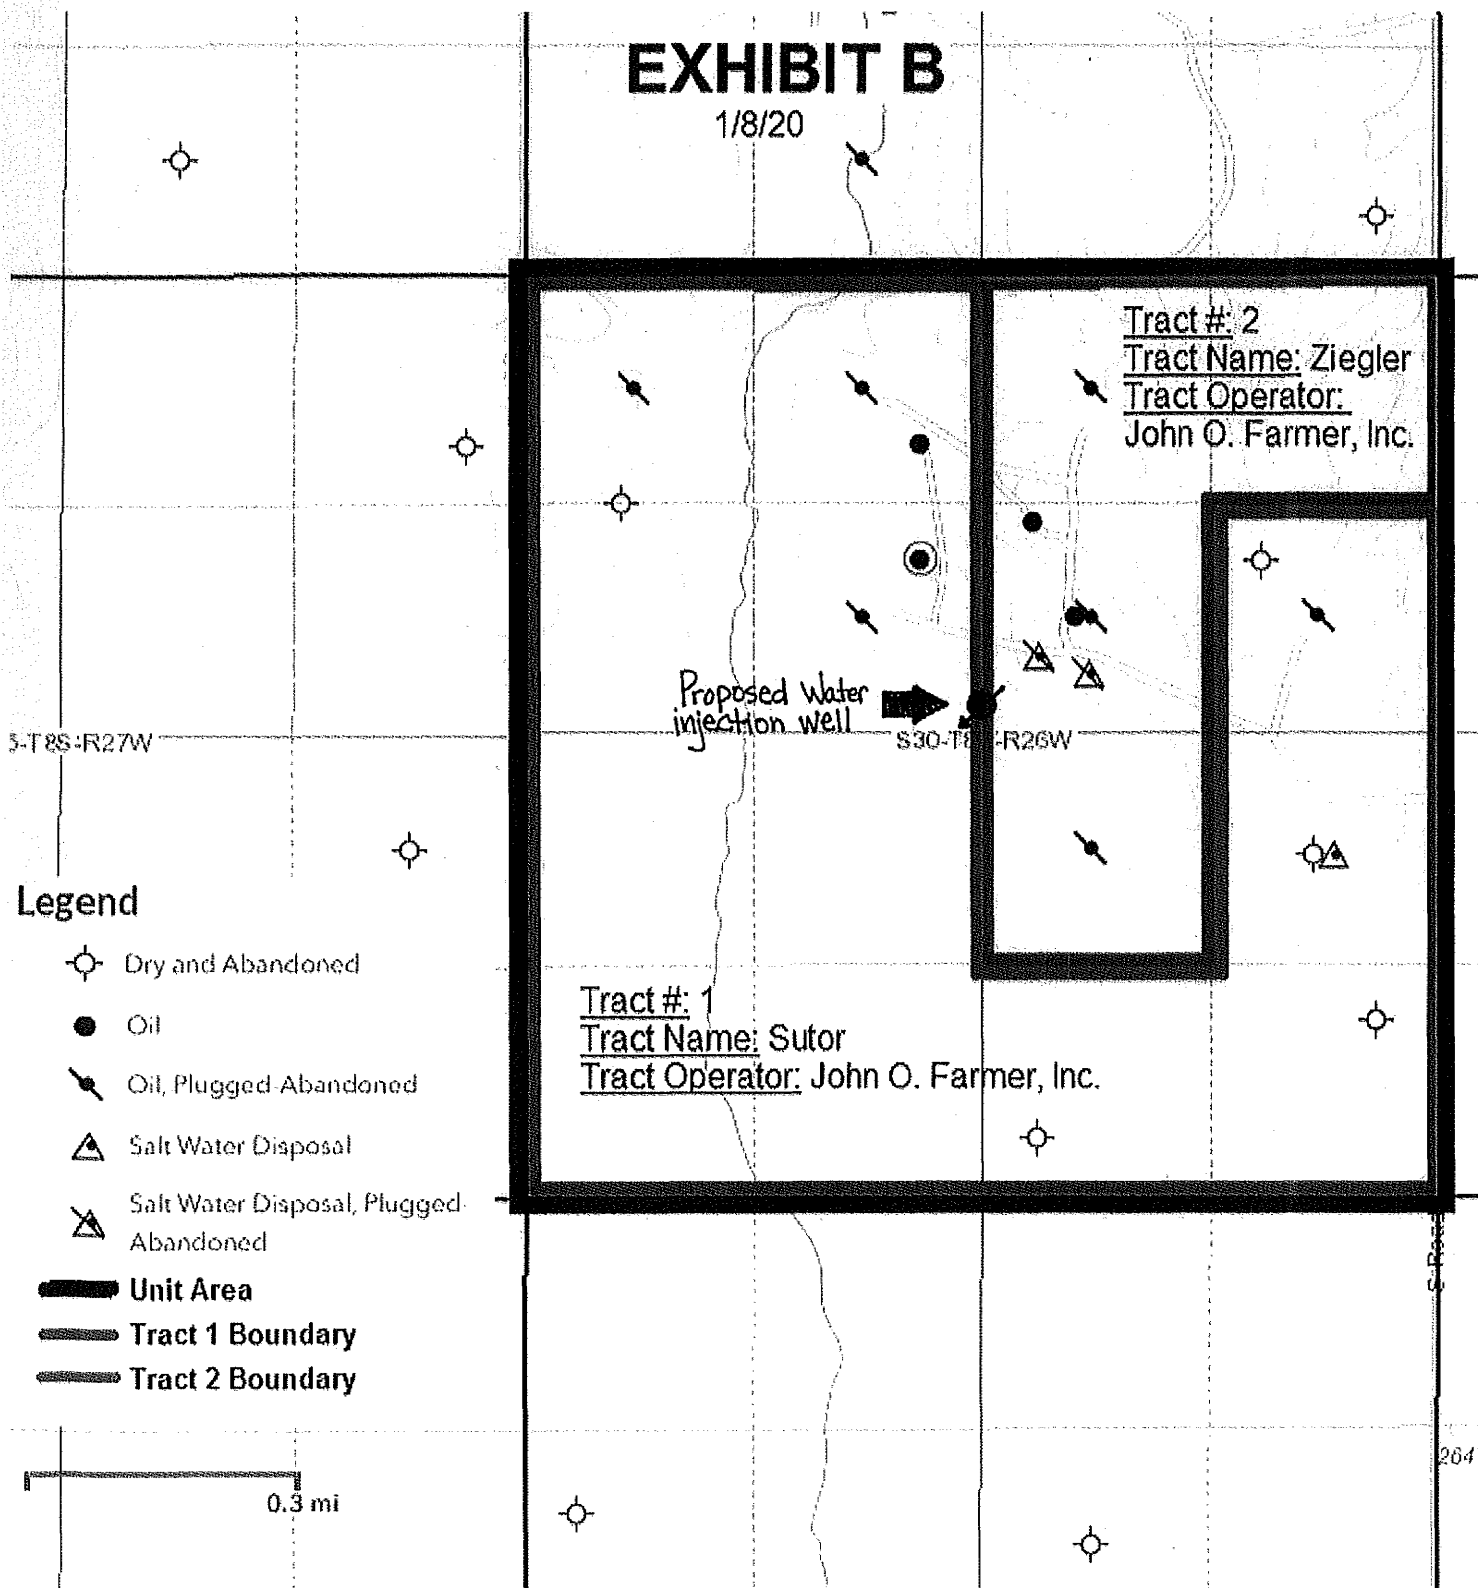 EXHIBIT B
1/8/20
Tract #: 2
Tract Name: Ziegler
Tract Operator:
John O. Farmer, Inc.
Proposed Water
injection well
-T8S-R27W
S30-T8 -R26W
Legend
Dry and Abandoned
Oil
Oil, Plugged-Abandoned
Salt Water Disposal
Salt Water Disposal, Plugged-
Abandoned
Unit Area
Tract 1 Boundary
Tract 2 Boundary
Tract #: 1
Tract Name: Sutor
Tract Operator: John O. Farmer, Inc.
264
0.3 mi